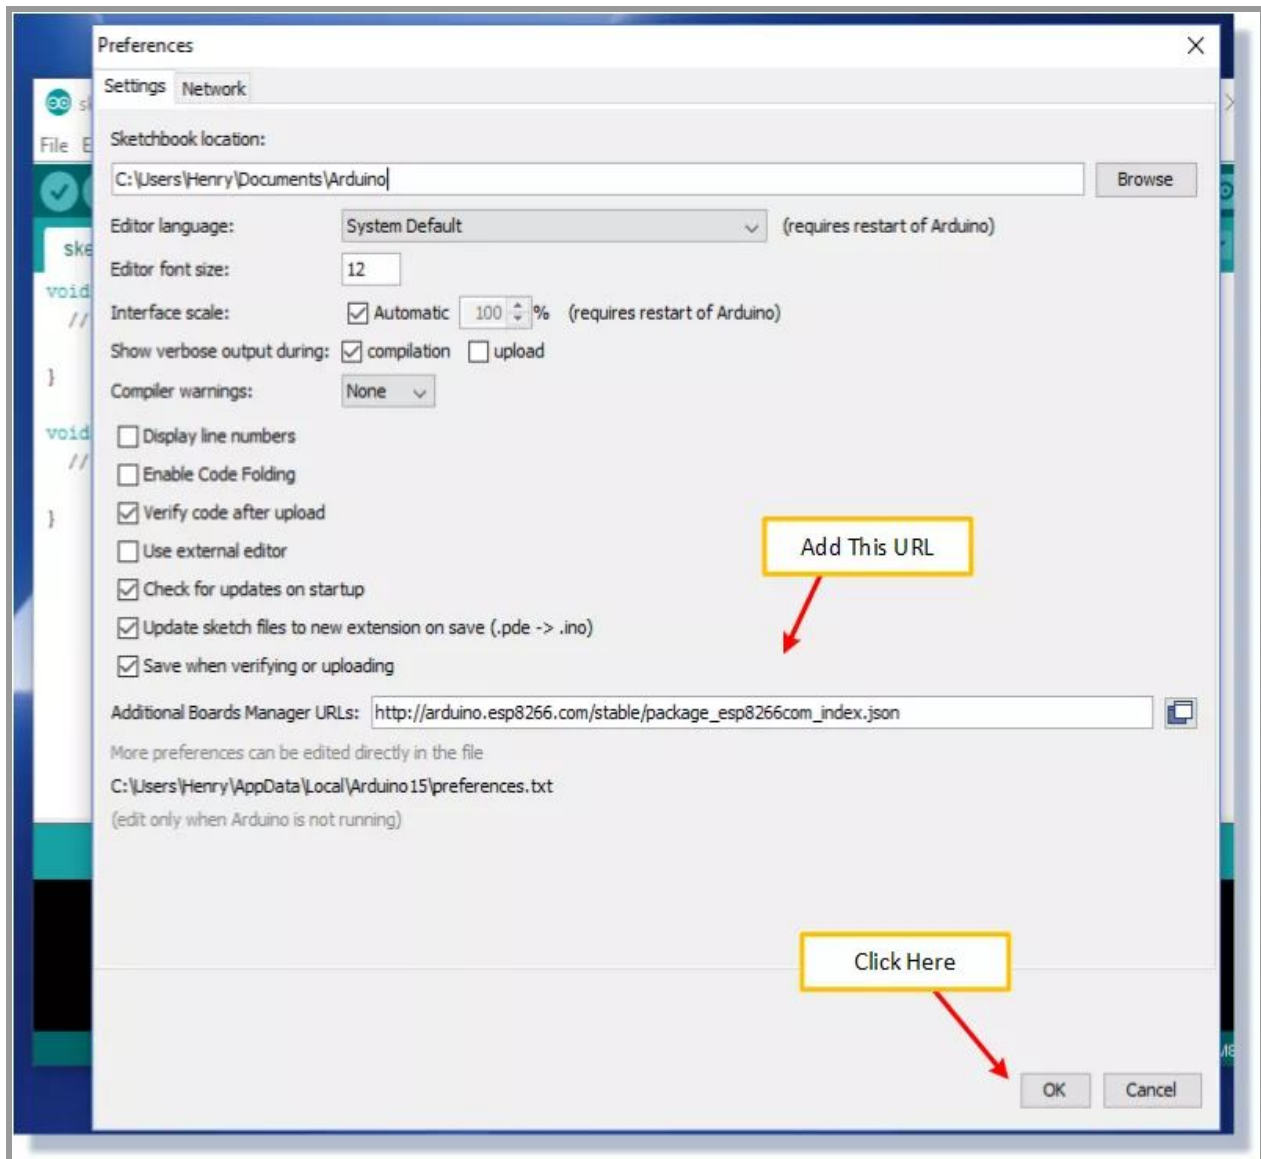 Preferences
Settings Network
File
Sketchbook location:
C:\Users\Henry\Documents\Arduino
Browse
Editor language: System Default (requires restart of Arduino)
ske
Editor font size: 12
void
//
Interface scale: Automatic 100 % (requires restart of Arduino)
Show verbose output during: compilation upload
}
Compiler warnings: None
void
Display line numbers
//
Enable Code Folding
Verify code after upload
}
Use external editor
Add This URL
Check for updates on startup
Update sketch files to new extension on save (.pde -> .ino)
Save when verifying or uploading
Additional Boards Manager URLs: http://arduino.esp8266.com/stable/package_esp8266com_index.json
More preferences can be edited directly in the file
C:\Users\Henry\AppData\Local\Arduino15\preferences.txt
(edit only when Arduino is not running)
Click Here
OK Cancel